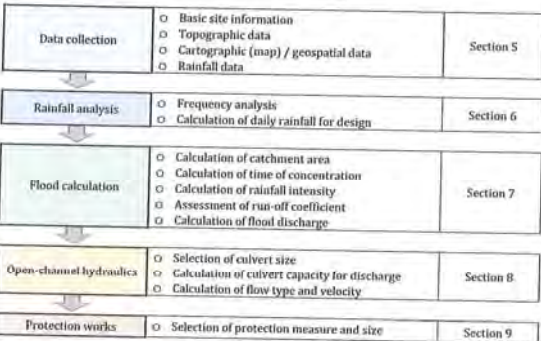 Data collection
o Basic site information
o Topographic data
o Cartographic (map) / geospatial data
o Rainfall data
Section 5
Rainfall analysis
o Frequency analysis
o Calculation of daily rainfall for design
Section 6
Flood calculation
o Calculation of catchment area
o Calculation of time of concentration
o Calculation of rainfall intensity
o Assessment of run-off coefficient
o Calculation of flood discharge
Section 7
Open-channel hydraulics
o Selection of culvert size
o Calculation of culvert capacity for discharge
o Calculation of flow type and velocity
Section 8
Protection works
o Selection of protection measure and size
Section 9